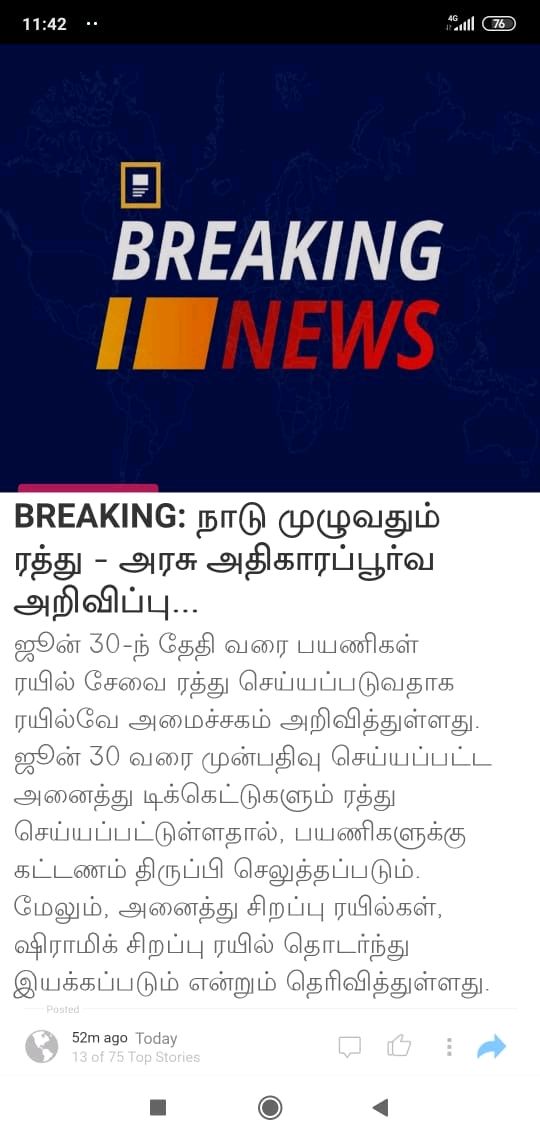 11:42
4G
76
BREAKING
NEWS
BREAKING: நாடு முழுவதும்
ரத்து - அரசு அதிகாரப்பூர்வ
அறிவிப்பு...
ஜூன் 30-ந் தேதி வரை பயணிகள்
ரயில் சேவை ரத்து செய்யப்படுவதாக
ரயில்வே அமைச்சகம் அறிவித்துள்ளது.
ஜூன் 30 வரை முன்பதிவு செய்யப்பட்ட
அனைத்து டிக்கெட்டுகளும் ரத்து
செய்யப்பட்டுள்ளதால், பயணிகளுக்கு
கட்டணம் திருப்பி செலுத்தப்படும்.
மேலும், அனைத்து சிறப்பு ரயில்கள்,
ஷிராமிக் சிறப்பு ரயில் தொடர்ந்து
இயக்கப்படும் என்றும் தெரிவித்துள்ளது.
Posted
52m ago Today
13 of 75 Top Stories